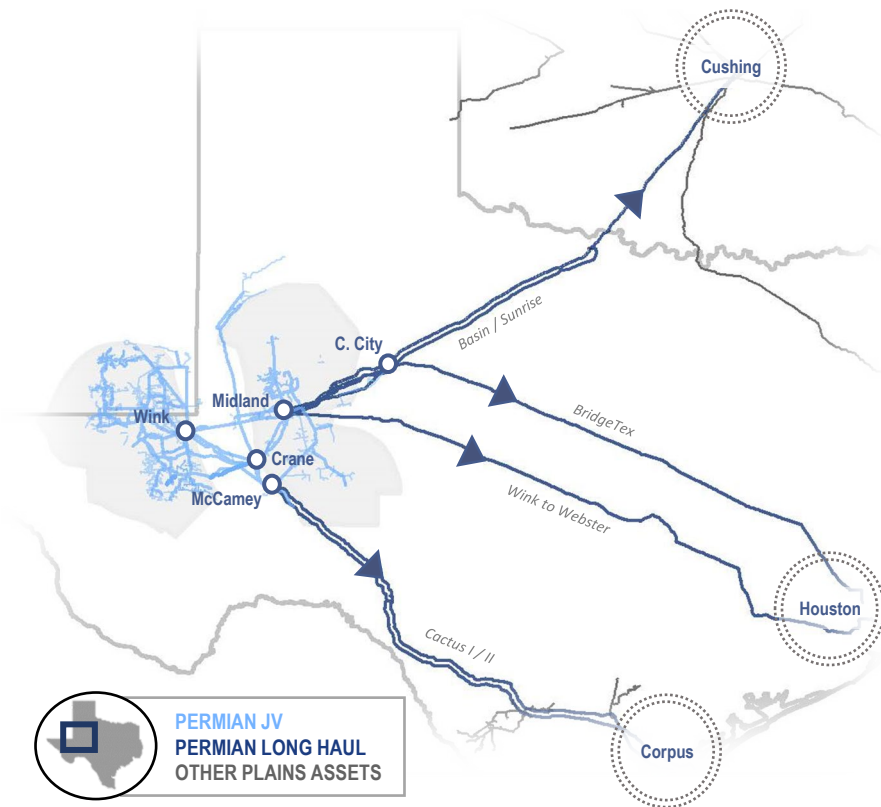 Cushing
Basin / Sunrise
C. City
Midland
BridgeTex
Wink
Crane
McCamey
Wink to Webster
Houston
Cactus I / II
PERMIAN JV
PERMIAN LONG HAUL
OTHER PLAINS ASSETS
Corpus